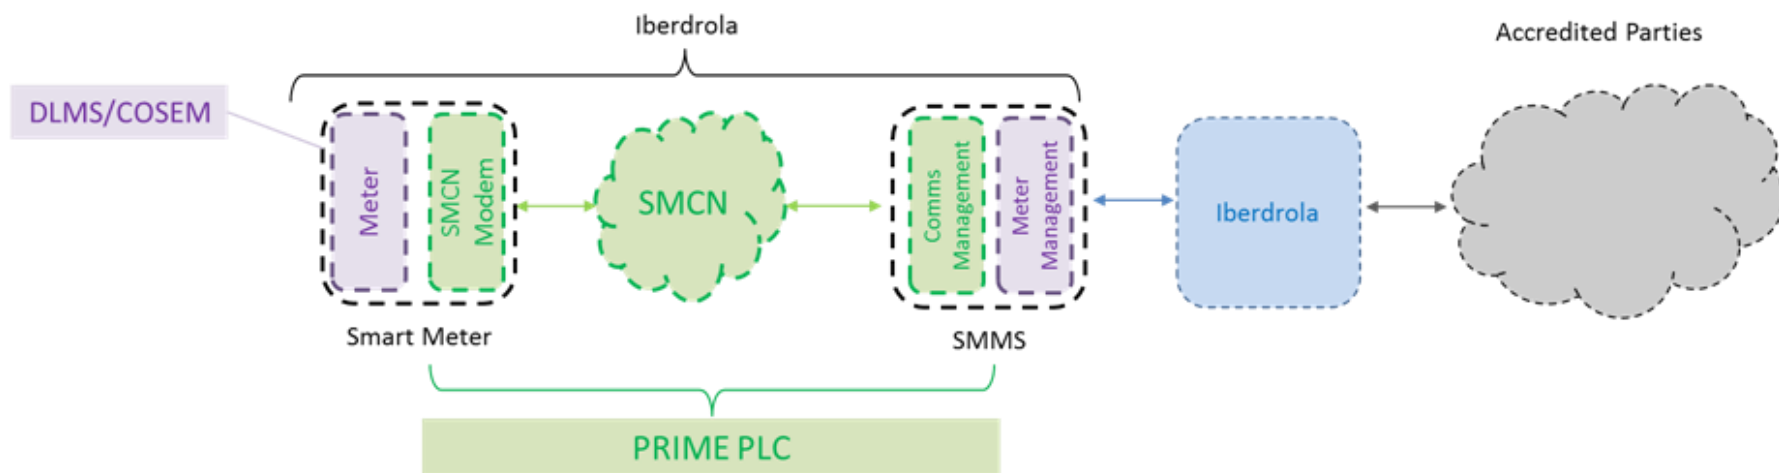 Iberdrola
Accredited Parties
DLMS/COSEM
Meter
SMCN
Modem
SMCN
Comms
Management
Meter
Management
Iberdrola
Smart Meter
SMMS
PRIME PLC